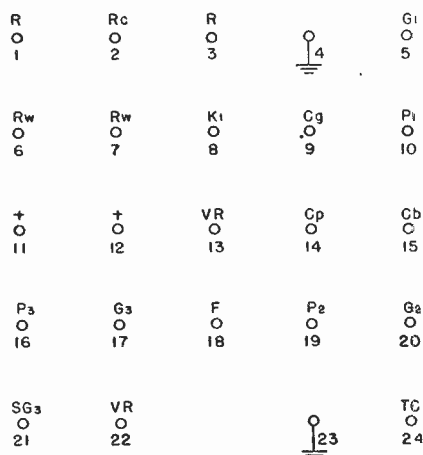 R Rc R G1
1 2 3 4 5
Rw Rw K1 Cg P1
6 7 8 9 10
+ + VR Cp Cb
11 12 13 14 15
P3 G3 F P2 G2
16 17 18 19 20
SG3 VR TC
21 22 23 24